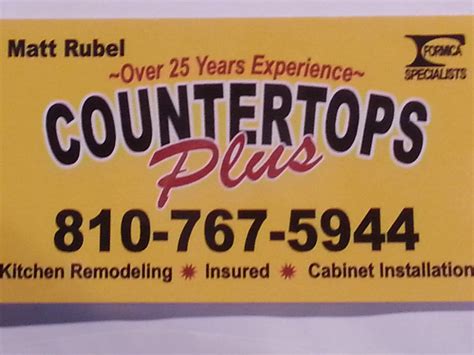 Matt Rubel
FORMICA
SPECIALISTS
~Over 25 Years Experience~
COUNTERTOPS
Plus
810-767-5944
Kitchen Remodeling ✷ Insured ✷ Cabinet Installation